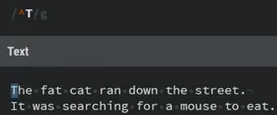 /^T/g
Text
The fat cat ran down the street.
It was searching for a mouse to eat.